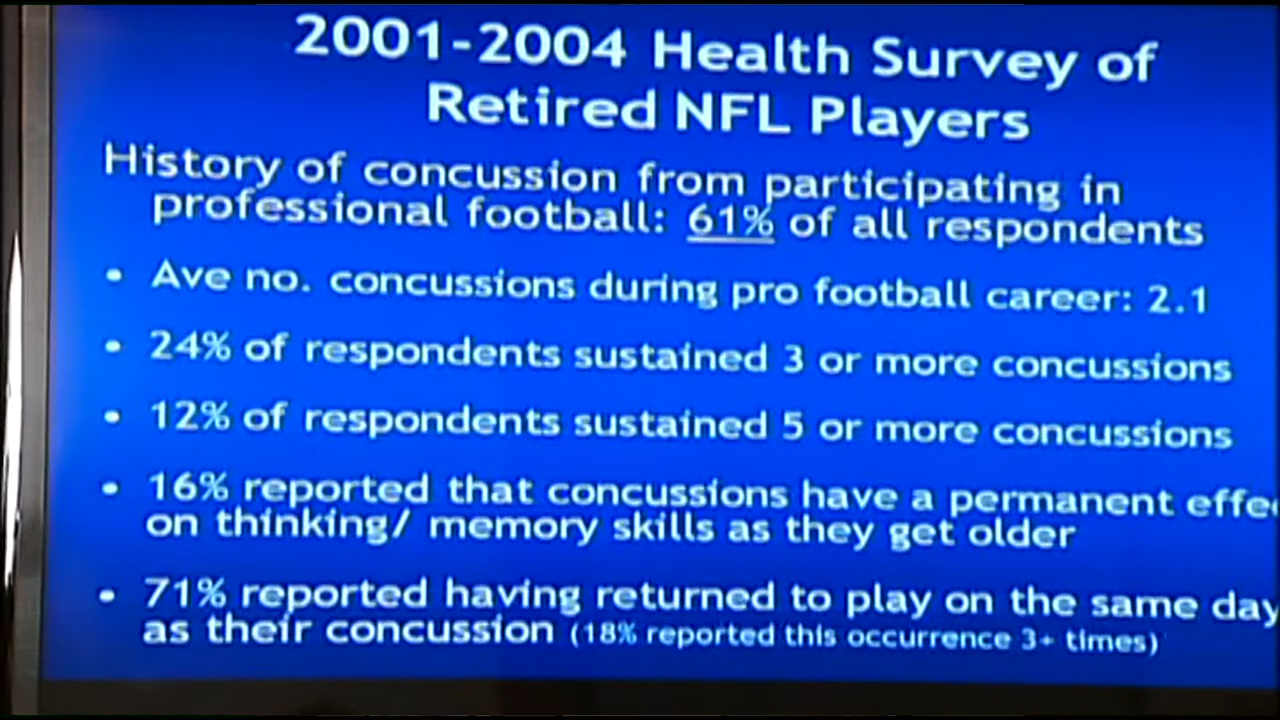 2001-2004 Health Survey of
Retired NFL Players
History of concussion from participating in
professional football: 61% of all respondents
• Ave no. concussions during pro football career: 2.1
• 24% of respondents sustained 3 or more concussions
• 12% of respondents sustained 5 or more concussions
• 16% reported that concussions have a permanent
on thinking/ memory skills as they get older
• 71% reported having returned to play on the same day
as their concussion (18% reported this occurrence 3+ times)